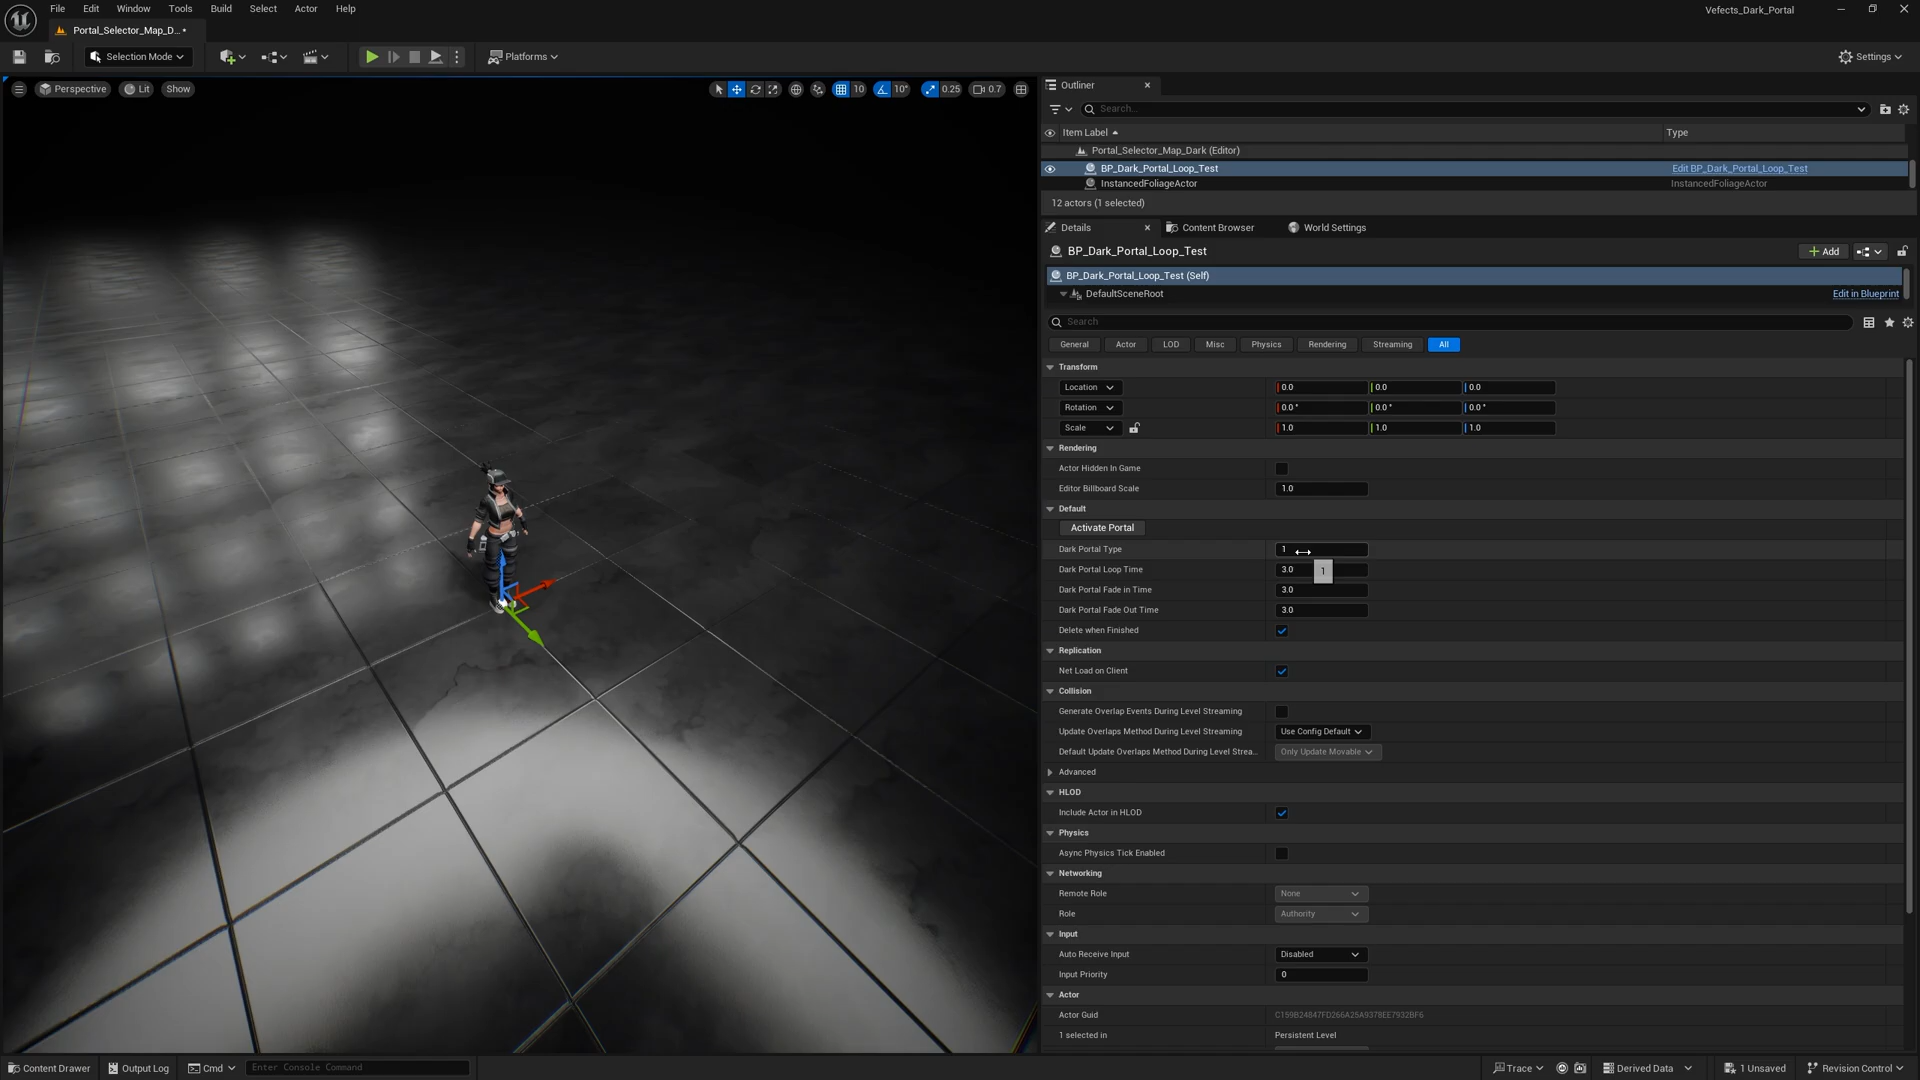 File Edit Window Tools Build Select Actor Help
Vefects_Dark_Portal
Portal_Selector_Map_D... •
Selection Mode
Platforms
Settings
Perspective Lit Show
10 10° 0.25 0.7
Outliner
Search...
Item Label Type
Portal_Selector_Map_Dark (Editor)
BP_Dark_Portal_Loop_Test Edit BP_Dark_Portal_Loop_Test
InstancedFoliageActor InstancedFoliageActor
12 actors (1 selected)
Details Content Browser World Settings
BP_Dark_Portal_Loop_Test
Add
BP_Dark_Portal_Loop_Test (Self)
DefaultSceneRoot Edit in Blueprint
Search
General Actor LOD Misc Physics Rendering Streaming All
Transform
Location 0.0 0.0 0.0
Rotation 0.0 ° 0.0 ° 0.0 °
Scale 1.0 1.0 1.0
Rendering
Actor Hidden In Game
Editor Billboard Scale 1.0
Default
Activate Portal
Dark Portal Type 1
Dark Portal Loop Time 3.0
1
Dark Portal Fade in Time 3.0
Dark Portal Fade Out Time 3.0
Delete when Finished
Replication
Net Load on Client
Collision
Generate Overlap Events During Level Streaming
Update Overlaps Method During Level Streaming Use Config Default
Default Update Overlaps Method During Level Strea... Only Update Movable
Advanced
HLOD
Include Actor in HLOD
Physics
Async Physics Tick Enabled
Networking
Remote Role None
Role Authority
Input
Auto Receive Input Disabled
Input Priority 0
Actor
Actor Guid C159B24847FD266A25A9378EE7932BF6
1 selected in Persistent Level
Content Drawer Output Log Cmd Enter Console Command
Trace Derived Data 1 Unsaved Revision Control